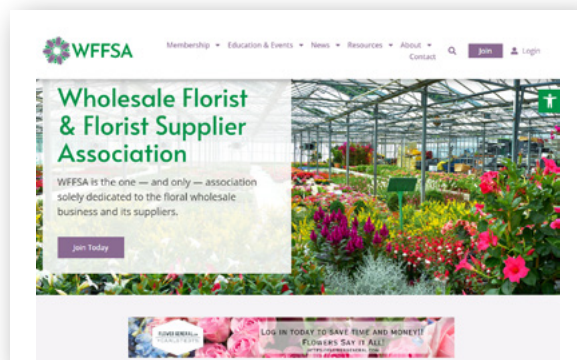 WFFSA
Membership Education & Events News Resources About
Contact
Join
Login
Wholesale Florist
& Florist Supplier
Association
WFFSA is the one — and only — association
solely dedicated to the floral wholesale
business and its suppliers.
Join Today
FLOWER GENERAL
LOG IN TODAY TO SAVE TIME AND MONEY!!
FLOWERS SAY IT ALL!